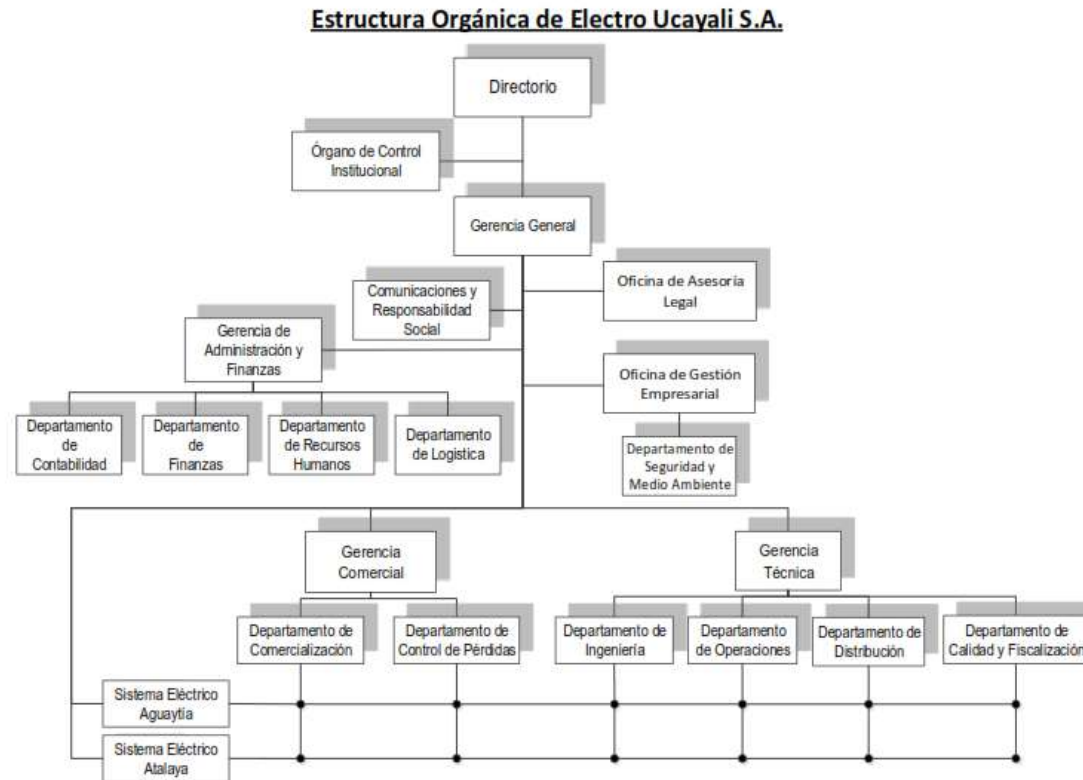 Estructura Orgánica de Electro Ucayali S.A.
Directorio
Órgano de Control
Institucional
Gerencia General
Oficina de Asesoría
Legal
Comunicaciones y
Responsabilidad
Social
Gerencia de
Administración y
Finanzas
Oficina de Gestión
Empresarial
Departamento
de
Contabilidad
Departamento
de
Finanzas
Departamento
de Recursos
Humanos
Departamento
de Logística
Departamento de
Seguridad y
Medio Ambiente
Gerencia
Comercial
Gerencia
Técnica
Departamento de
Comercialización
Departamento de
Control de Pérdidas
Departamento de
Ingeniería
Departamento
de Operaciones
Departamento de
Distribución
Departamento de
Calidad y Fiscalización
Sistema Eléctrico
Aguaytía
Sistema Eléctrico
Atalaya